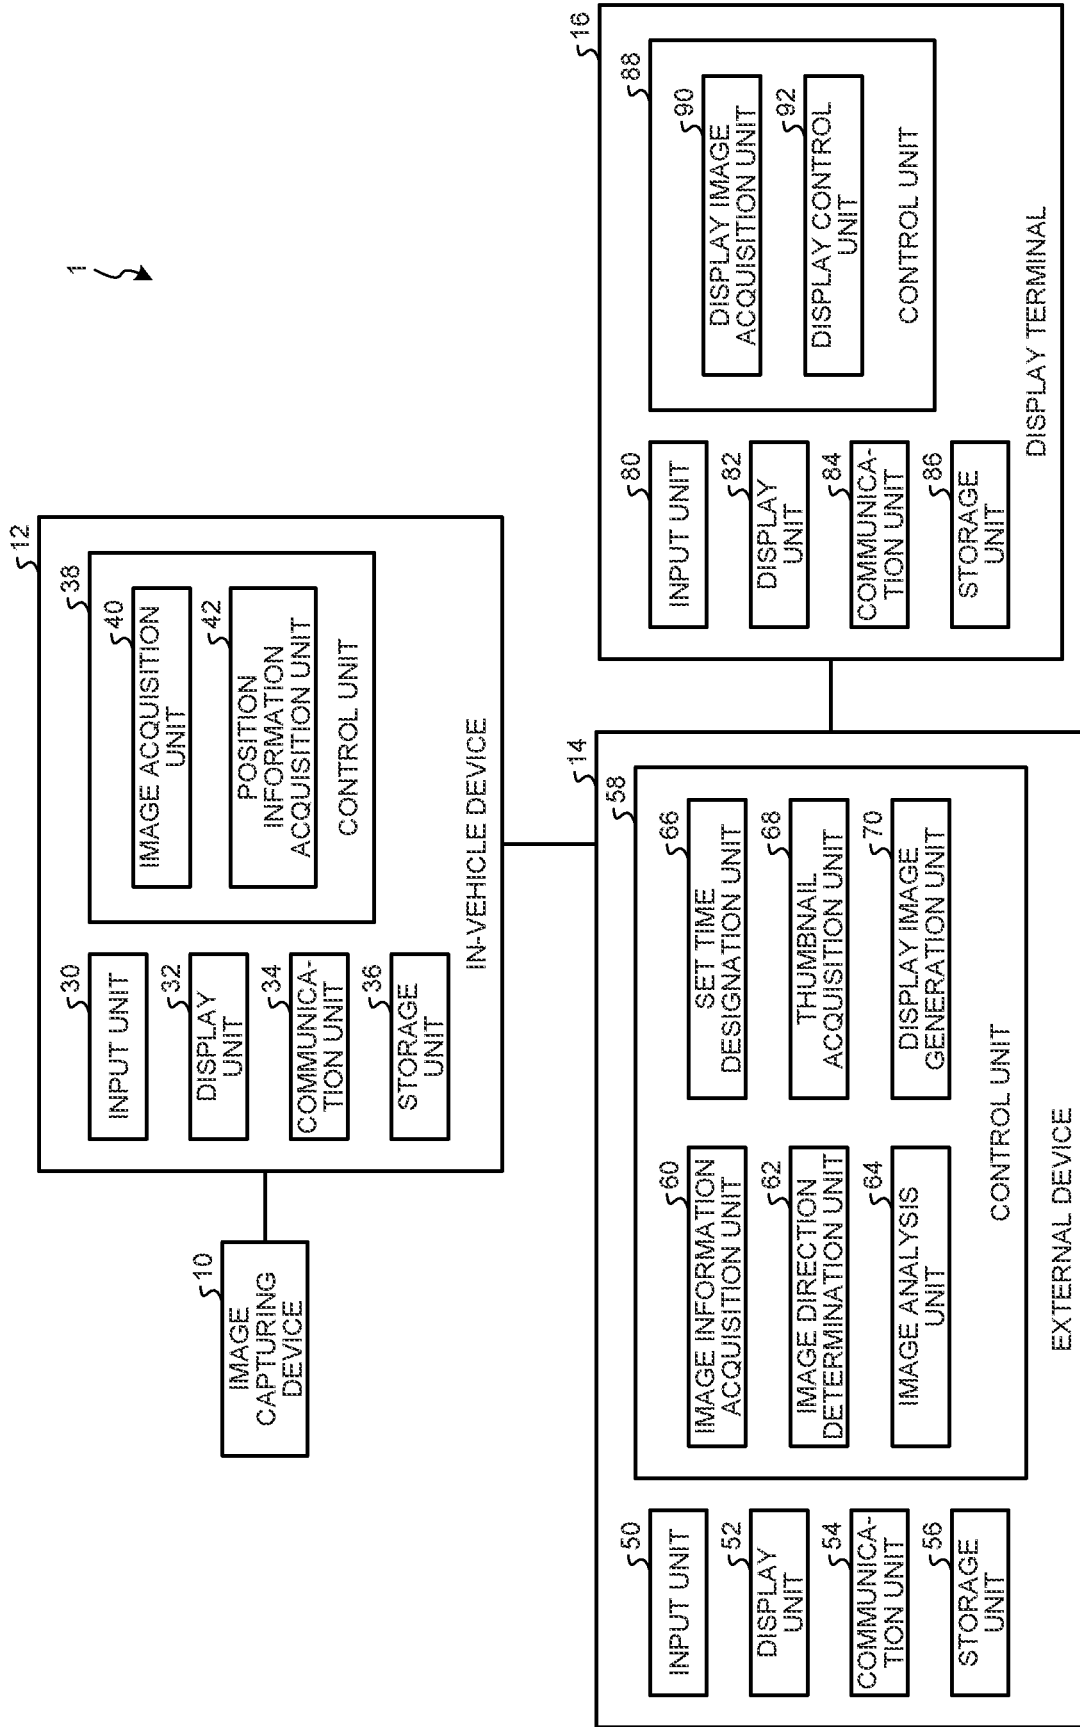 1
10
IMAGE
CAPTURING
DEVICE
12
30
INPUT UNIT
32
DISPLAY
UNIT
34
COMMUNICA-
TION UNIT
36
STORAGE
UNIT
38
40
IMAGE ACQUISITION
UNIT
42
POSITION
INFORMATION
ACQUISITION UNIT
CONTROL UNIT
IN-VEHICLE DEVICE
14
50
INPUT UNIT
52
DISPLAY
UNIT
54
COMMUNICA-
TION UNIT
56
STORAGE
UNIT
58
60
IMAGE INFORMATION
ACQUISITION UNIT
62
IMAGE DIRECTION
DETERMINATION UNIT
64
IMAGE ANALYSIS
UNIT
66
SET TIME
DESIGNATION UNIT
68
THUMBNAIL
ACQUISITION UNIT
70
DISPLAY IMAGE
GENERATION UNIT
CONTROL UNIT
EXTERNAL DEVICE
16
80
INPUT UNIT
82
DISPLAY
UNIT
84
COMMUNICA-
TION UNIT
86
STORAGE
UNIT
88
90
DISPLAY IMAGE
ACQUISITION UNIT
92
DISPLAY CONTROL
UNIT
CONTROL UNIT
DISPLAY TERMINAL